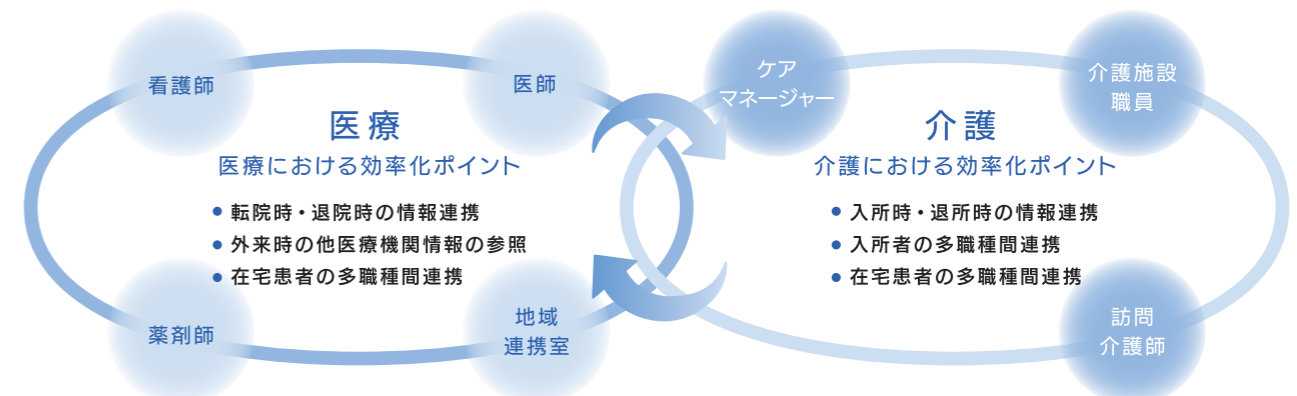 看護師
医師
医療
医療における効率化ポイント
● 転院時・退院時の情報連携
● 外来時の他医療機関情報の参照
● 在宅患者の多職種間連携
薬剤師
地域
連携室
ケア
マネージャー
介護施設
職員
介護
介護における効率化ポイント
● 入所時・退所時の情報連携
● 入所者の多職種間連携
● 在宅患者の多職種間連携
訪問
介護師